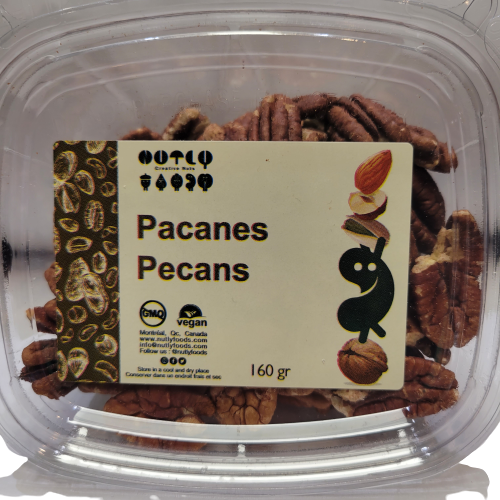 NUTLY
Creative Nuts
Pacanes
Pecans
GMO
vegan
Montréal, Qc, Canada
www.nutlyfoods.com
info@nutlyfoods.com
Follow us : @nutlyfoods
Store in a cool and dry place
Conserver dans un endroit frais et sec
160 gr